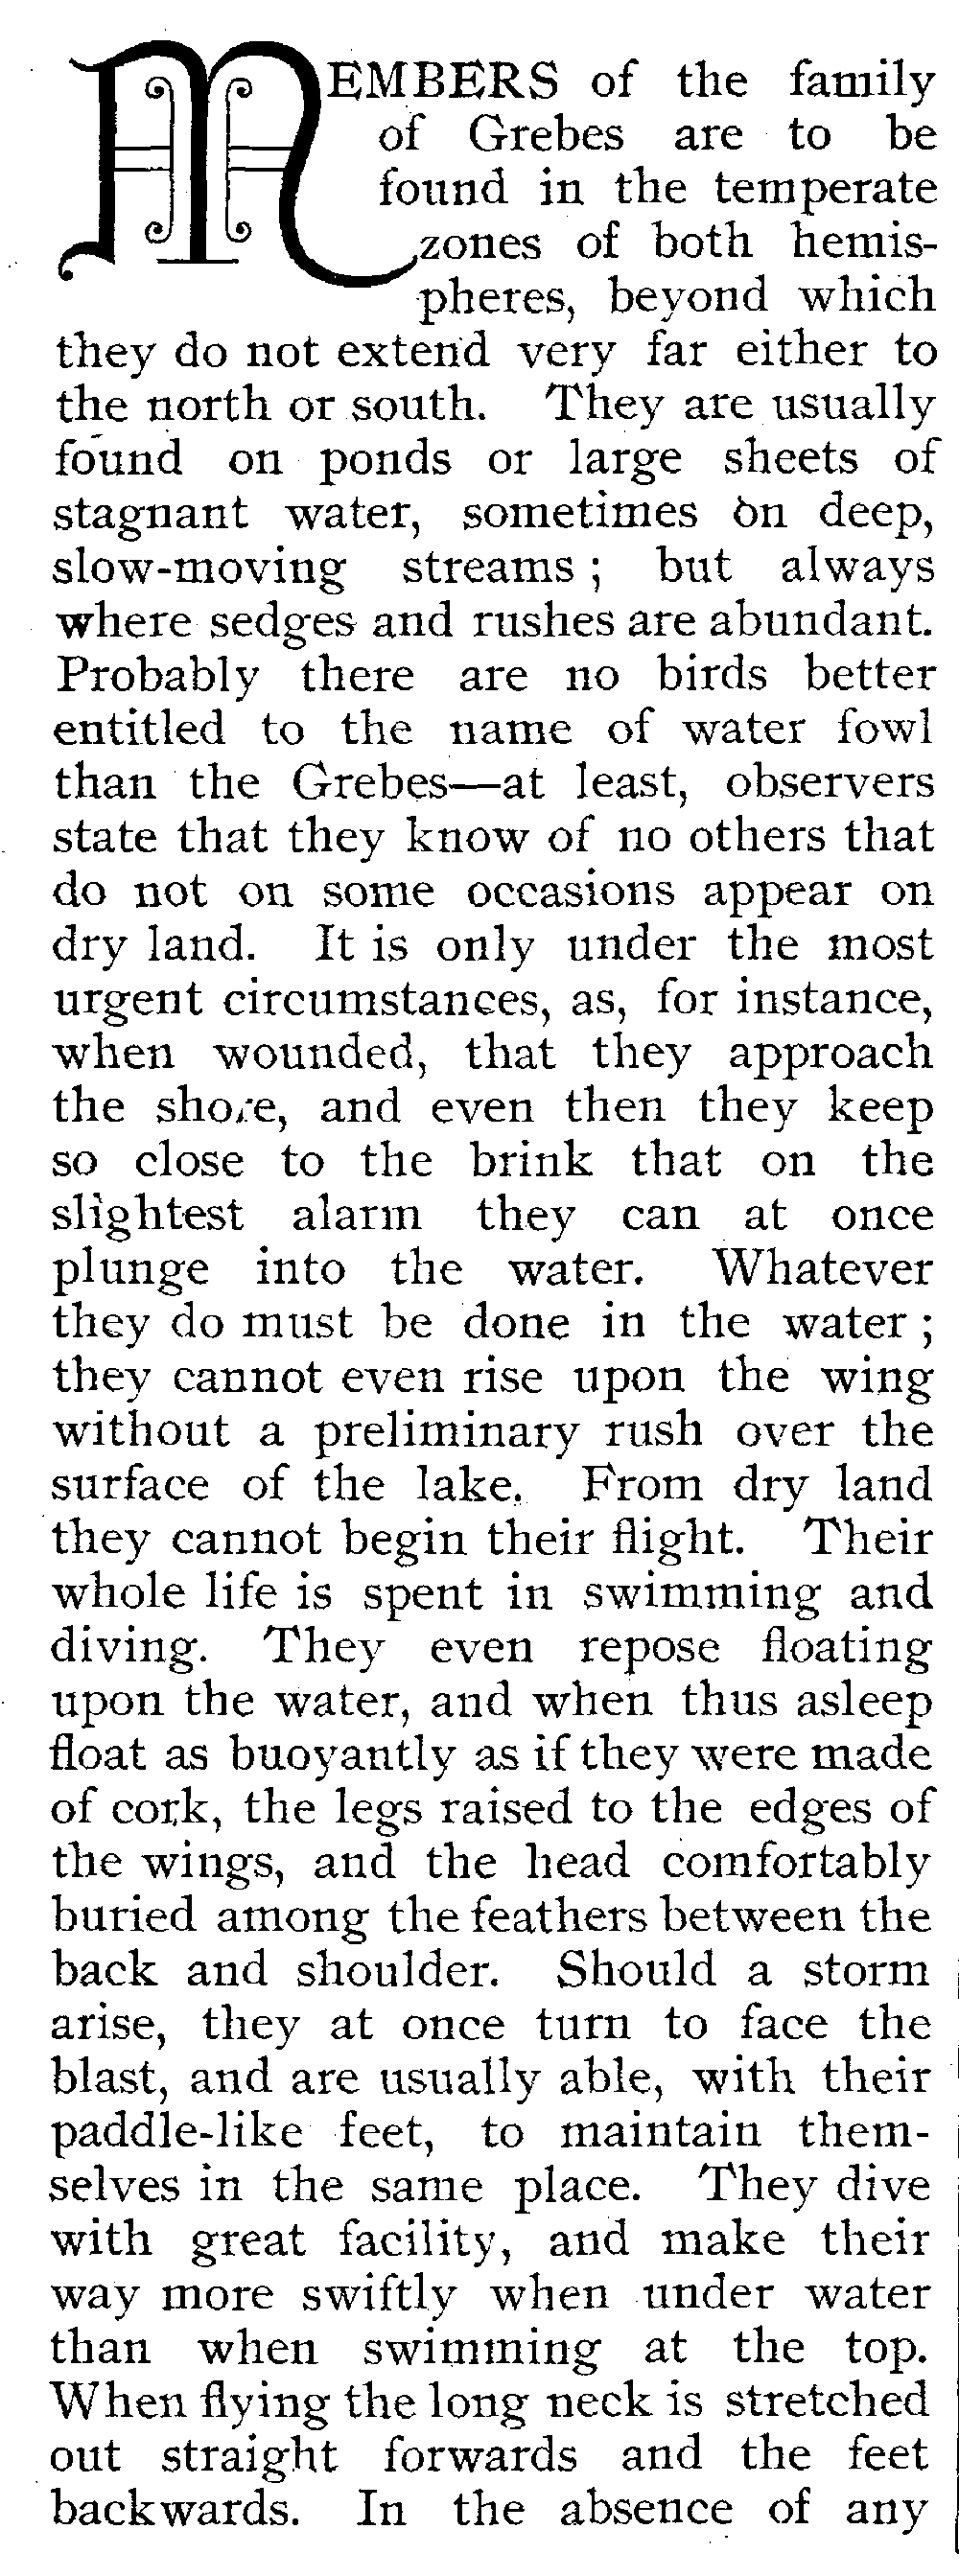 MEMBERS of the family
of Grebes are to be
found in the temperate
zones of both hemis-
pheres, beyond which
they do not extend very far either to
the north or south. They are usually
found on ponds or large sheets of
stagnant water, sometimes on deep,
slow-moving streams ; but always
where sedges and rushes are abundant.
Probably there are no birds better
entitled to the name of water fowl
than the Grebes—at least, observers
state that they know of no others that
do not on some occasions appear on
dry land. It is only under the most
urgent circumstances, as, for instance,
when wounded, that they approach
the shore, and even then they keep
so close to the brink that on the
slightest alarm they can at once
plunge into the water. Whatever
they do must be done in the water ;
they cannot even rise upon the wing
without a preliminary rush over the
surface of the lake. From dry land
they cannot begin their flight. Their
whole life is spent in swimming and
diving. They even repose floating
upon the water, and when thus asleep
float as buoyantly as if they were made
of cork, the legs raised to the edges of
the wings, and the head comfortably
buried among the feathers between the
back and shoulder. Should a storm
arise, they at once turn to face the
blast, and are usually able, with their
paddle-like feet, to maintain them-
selves in the same place. They dive
with great facility, and make their
way more swiftly when under water
than when swimming at the top.
When flying the long neck is stretched
out straight forwards and the feet
backwards. In the absence of any